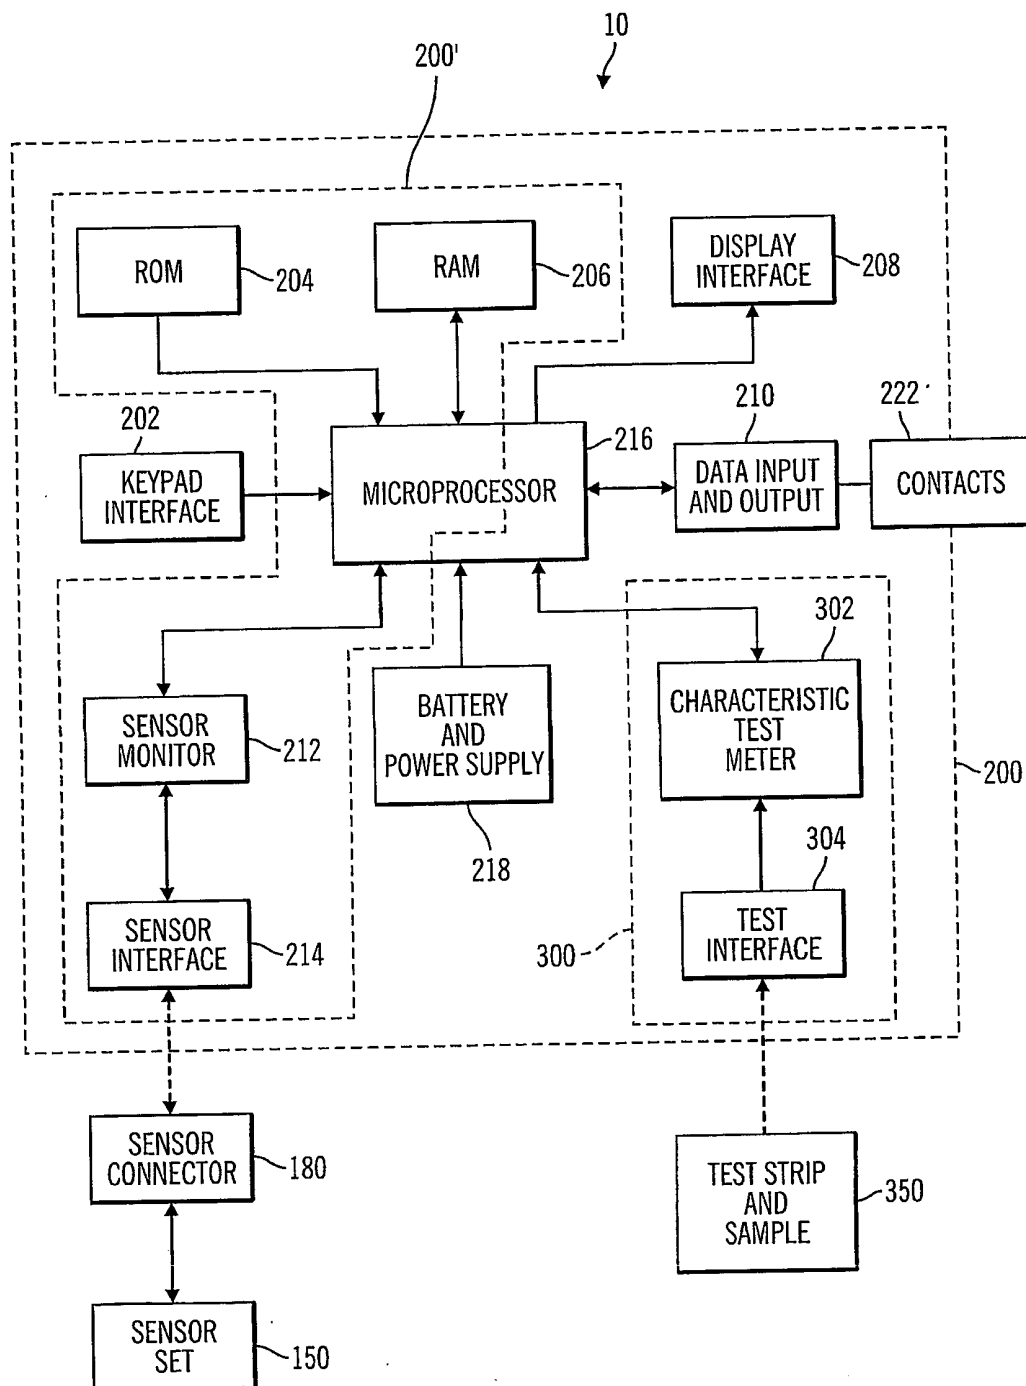 10
200'
ROM
204
RAM
206
DISPLAY
INTERFACE
208
202
KEYPAD
INTERFACE
MICROPROCESSOR
216
210
DATA INPUT
AND OUTPUT
222'
CONTACTS
SENSOR
MONITOR
212
BATTERY
AND
POWER SUPPLY
218
302
CHARACTERISTIC
TEST
METER
200
304
TEST
INTERFACE
300
SENSOR
INTERFACE
214
SENSOR
CONNECTOR
180
TEST STRIP
AND
SAMPLE
350
SENSOR
SET
150